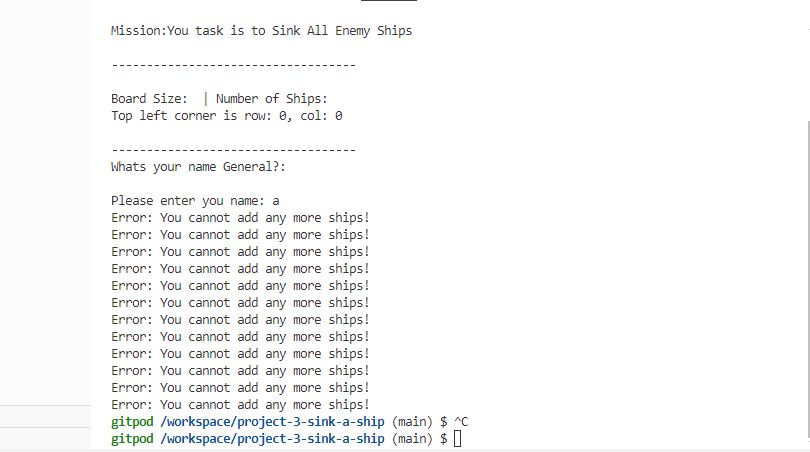 Mission:You task is to Sink All Enemy Ships
-----------------------------------
Board Size:  | Number of Ships:
Top left corner is row: 0, col: 0
-----------------------------------
Whats your name General?:
Please enter you name: a
Error: You cannot add any more ships!
Error: You cannot add any more ships!
Error: You cannot add any more ships!
Error: You cannot add any more ships!
Error: You cannot add any more ships!
Error: You cannot add any more ships!
Error: You cannot add any more ships!
Error: You cannot add any more ships!
Error: You cannot add any more ships!
Error: You cannot add any more ships!
Error: You cannot add any more ships!
Error: You cannot add any more ships!
gitpod /workspace/project-3-sink-a-ship (main) $ ^C
gitpod /workspace/project-3-sink-a-ship (main) $